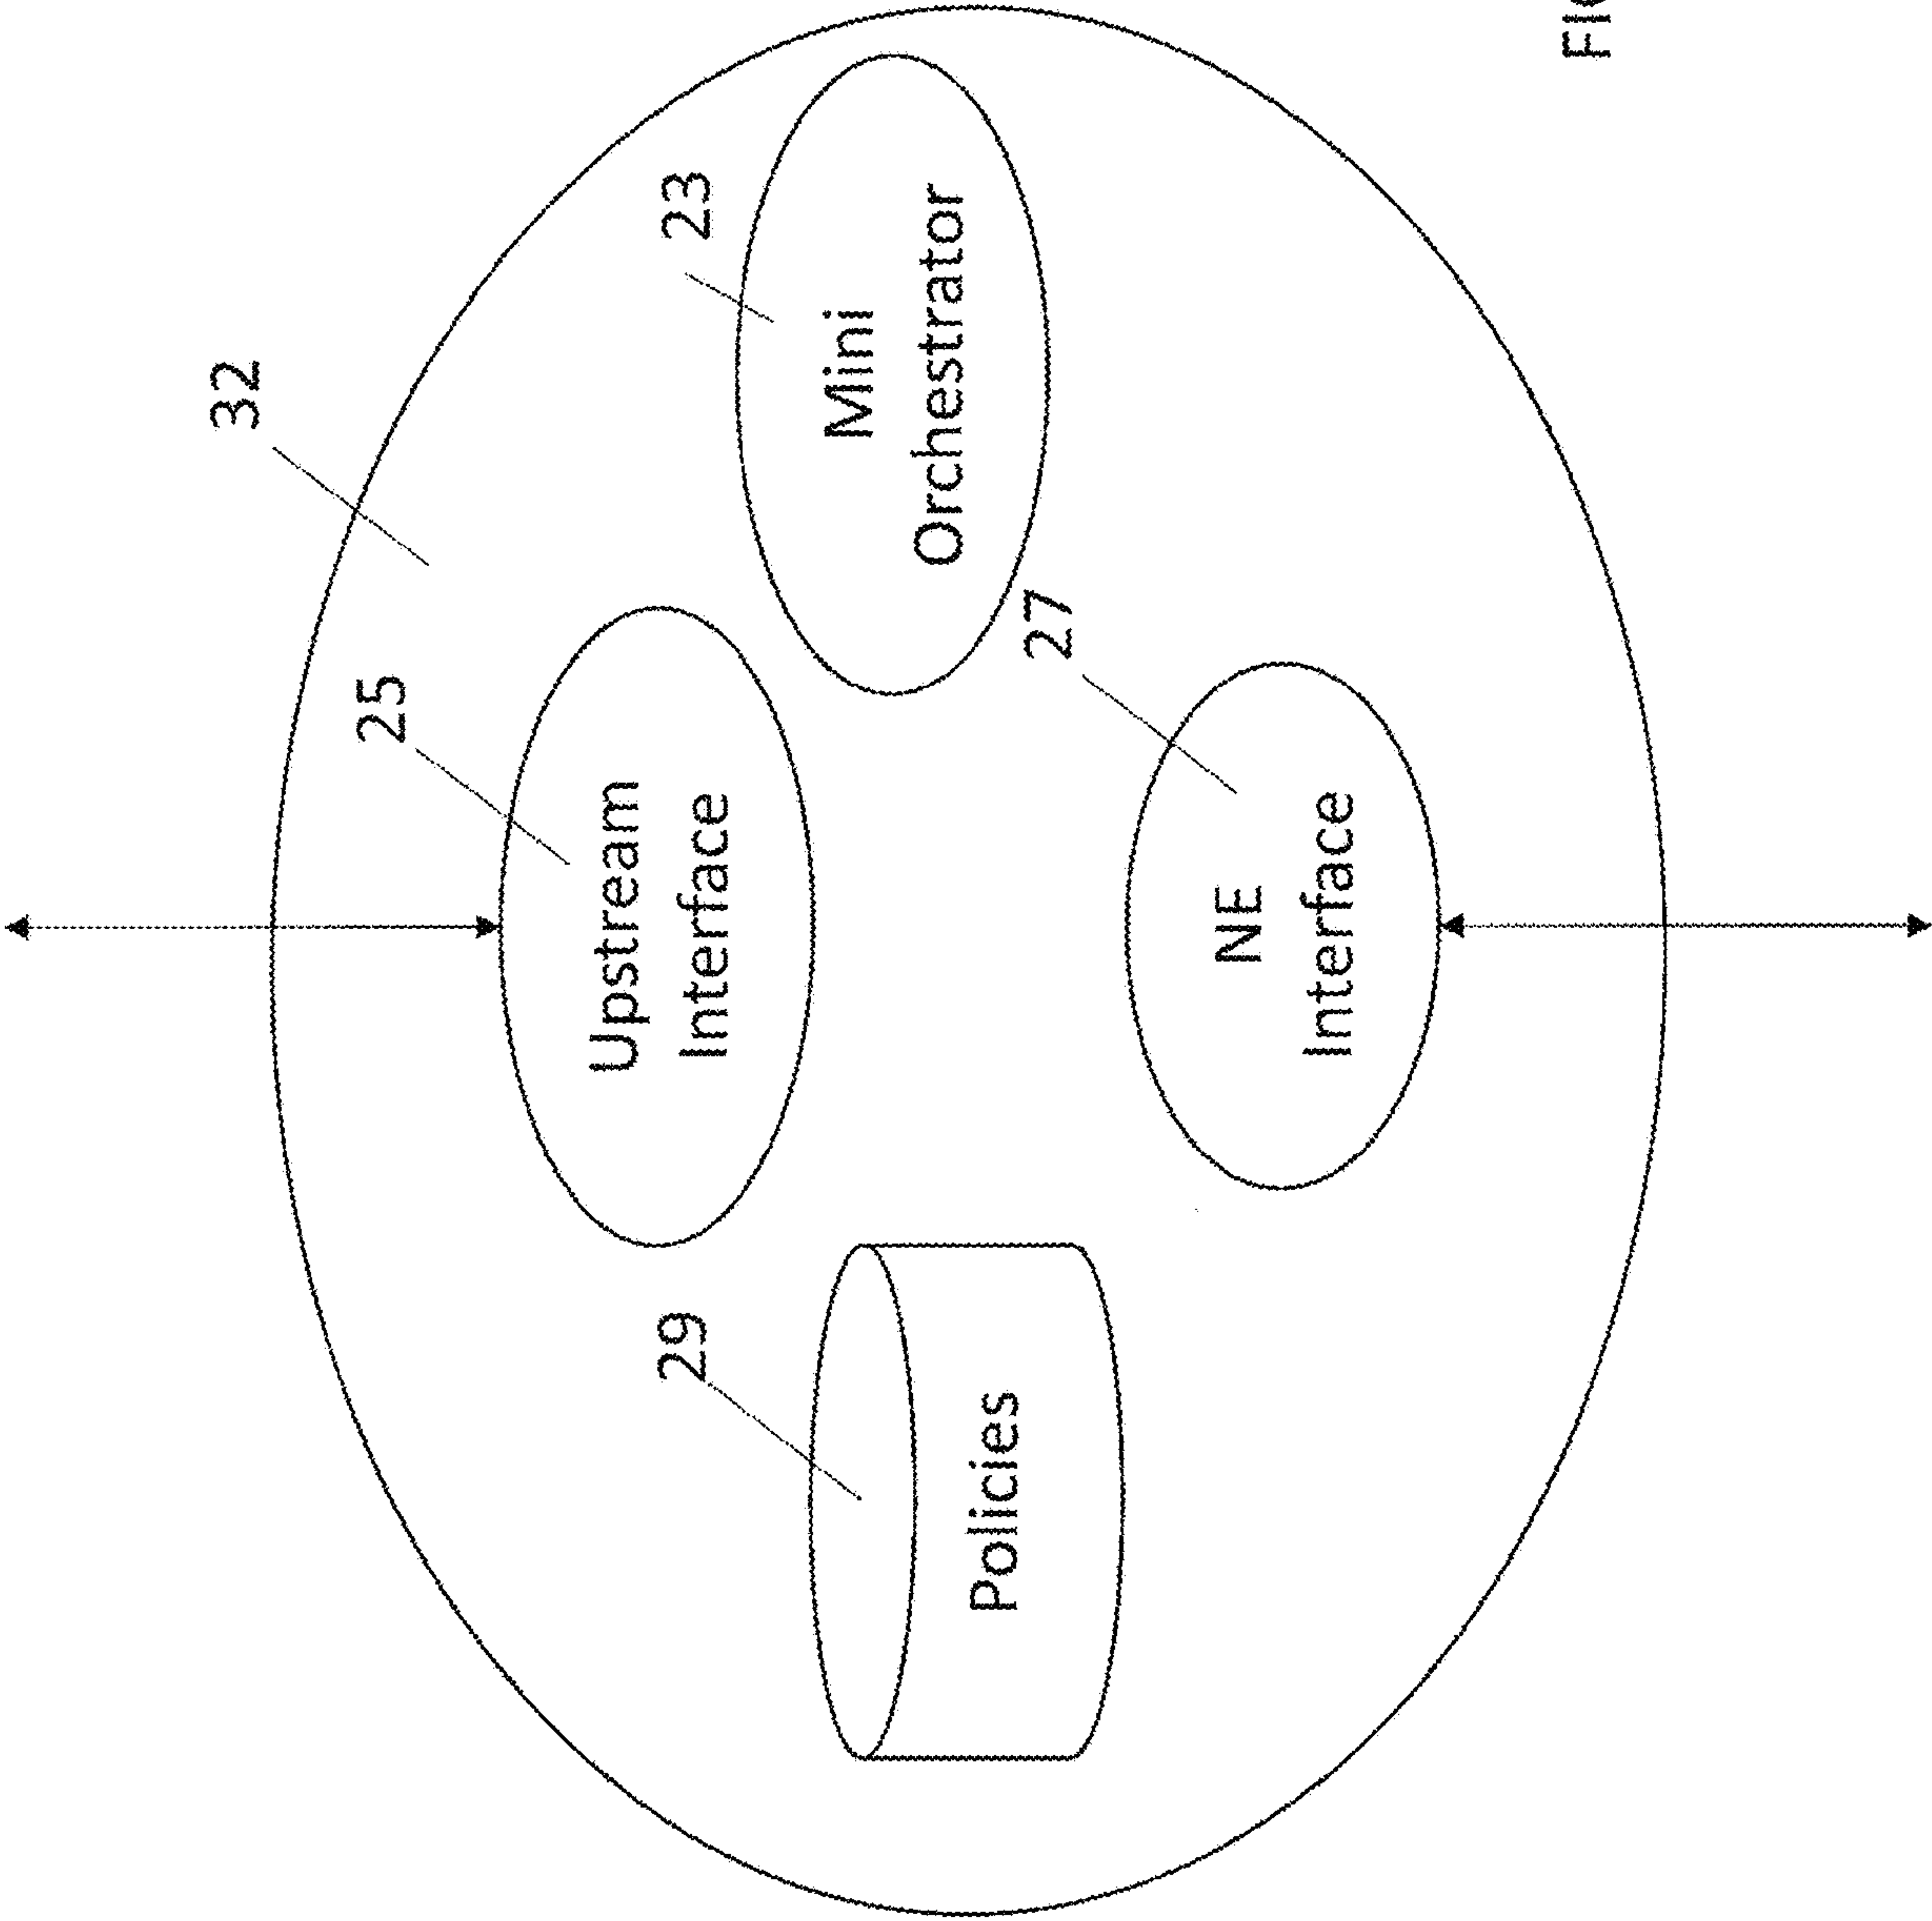 32
25
Upstream
Interface
29
23
Mini
Orchestrator
Policies
27
NE
Interface